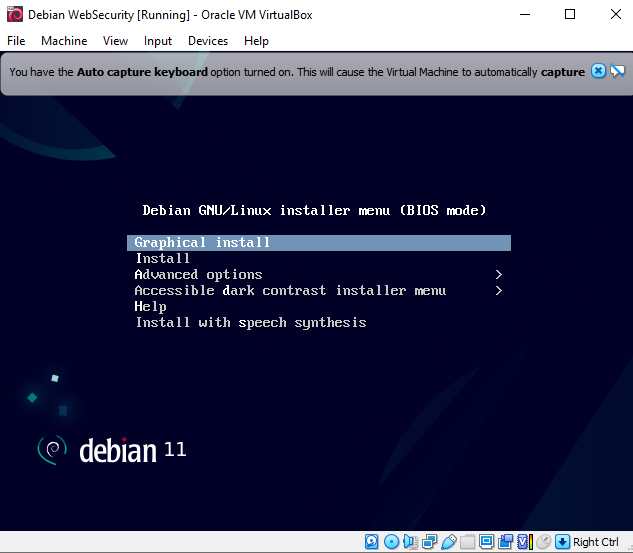 Debian WebSecurity [Running] - Oracle VM VirtualBox
File Machine View Input Devices Help
You have the Auto capture keyboard option turned on. This will cause the Virtual Machine to automatically capture
Debian GNU/Linux installer menu (BIOS mode)
Graphical install
Install
Advanced options >
Accessible dark contrast installer menu >
Help
Install with speech synthesis
debian 11
Right Ctrl